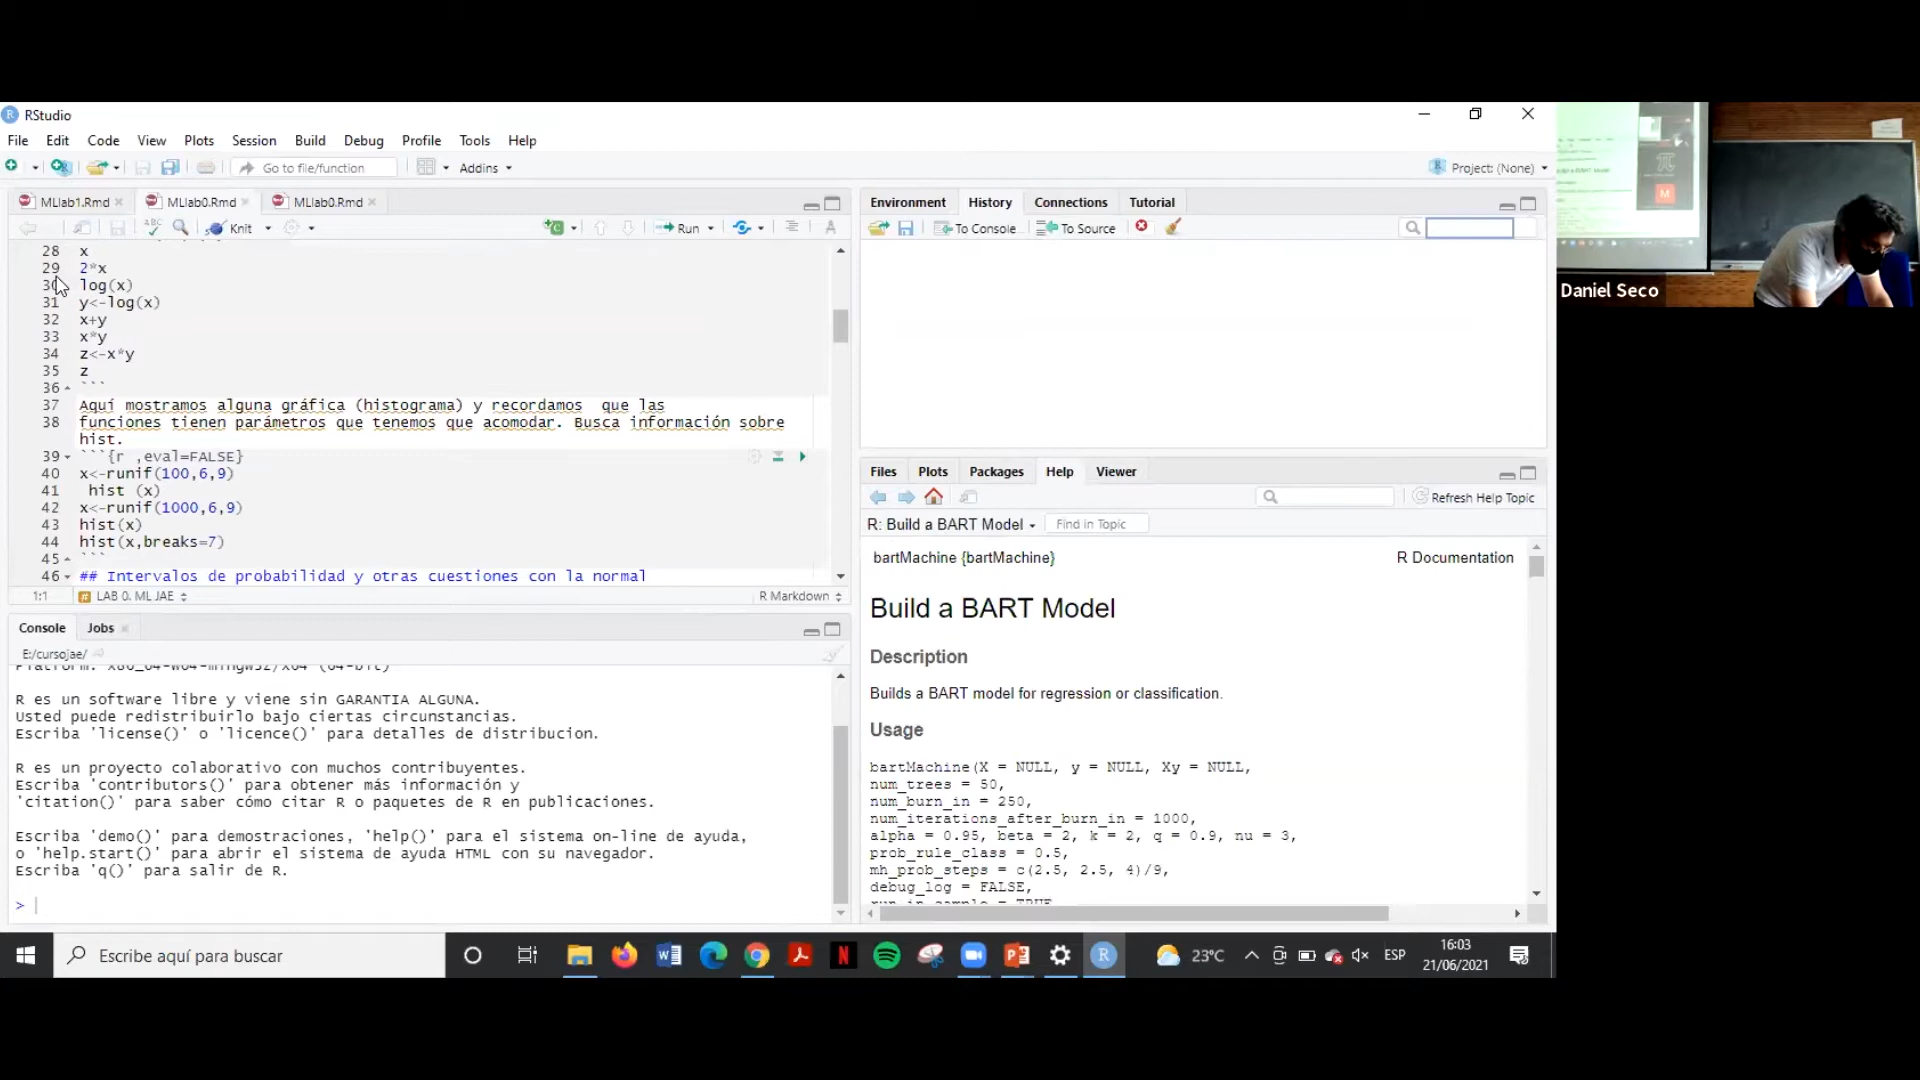 RStudio
File Edit Code View Plots Session Build Debug Profile Tools Help
Go to file/function Addins Project: (None)
MLlab1.Rmd MLlab0.Rmd MLlab0.Rmd
Knit Run
28 x
29 2*x
30 log(x)
31 y<-log(x)
32 x+y
33 x*y
34 z<-x*y
35 z
36 ```
37 Aquí mostramos alguna gráfica (histograma) y recordamos que las
38 funciones tienen parámetros que tenemos que acomodar. Busca información sobre
hist.
39 ```{r ,eval=FALSE}
40 x<-runif(100,6,9)
41 hist (x)
42 x<-runif(1000,6,9)
43 hist(x)
44 hist(x,breaks=7)
45 ```
46 ## Intervalos de probabilidad y otras cuestiones con la normal
1:1 LAB 0. ML JAE R Markdown
Console Jobs
E:/cursojae/
Platform: x86_64-w64-mingw32/x64 (64-bit)
R es un software libre y viene sin GARANTIA ALGUNA.
Usted puede redistribuirlo bajo ciertas circunstancias.
Escriba 'license()' o 'licence()' para detalles de distribucion.
R es un proyecto colaborativo con muchos contribuyentes.
Escriba 'contributors()' para obtener más información y
'citation()' para saber cómo citar R o paquetes de R en publicaciones.
Escriba 'demo()' para demostraciones, 'help()' para el sistema on-line de ayuda,
o 'help.start()' para abrir el sistema de ayuda HTML con su navegador.
Escriba 'q()' para salir de R.
>
Environment History Connections Tutorial
To Console To Source
Files Plots Packages Help Viewer
Refresh Help Topic
R: Build a BART Model Find in Topic
bartMachine {bartMachine} R Documentation
Build a BART Model
Description
Builds a BART model for regression or classification.
Usage
bartMachine(X = NULL, y = NULL, Xy = NULL,
num_trees = 50,
num_burn_in = 250,
num_iterations_after_burn_in = 1000,
alpha = 0.95, beta = 2, k = 2, q = 0.9, nu = 3,
prob_rule_class = 0.5,
mh_prob_steps = c(2.5, 2.5, 4)/9,
debug_log = FALSE,
run_in_sample = TRUE
Daniel Seco
Escribe aquí para buscar
23°C
ESP
16:03
21/06/2021